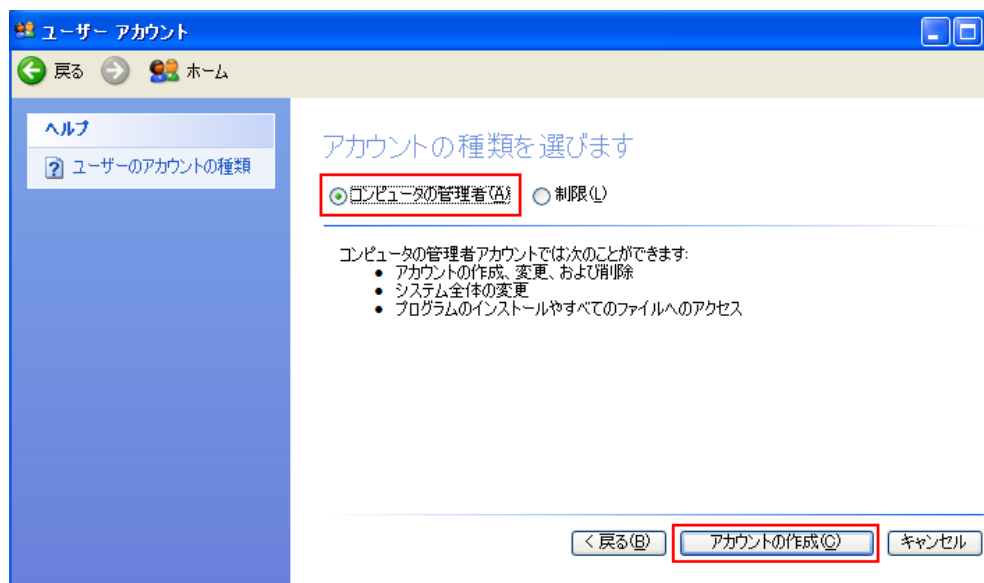 ユーザー アカウント
戻る ホーム
ヘルプ
ユーザーのアカウントの種類
アカウントの種類を選びます
コンピュータの管理者(A) 制限(L)
コンピュータの管理者アカウントでは次のことができます:
• アカウントの作成、変更、および削除
• システム全体の変更
• プログラムのインストールやすべてのファイルへのアクセス
< 戻る(B) アカウントの作成(C) キャンセル